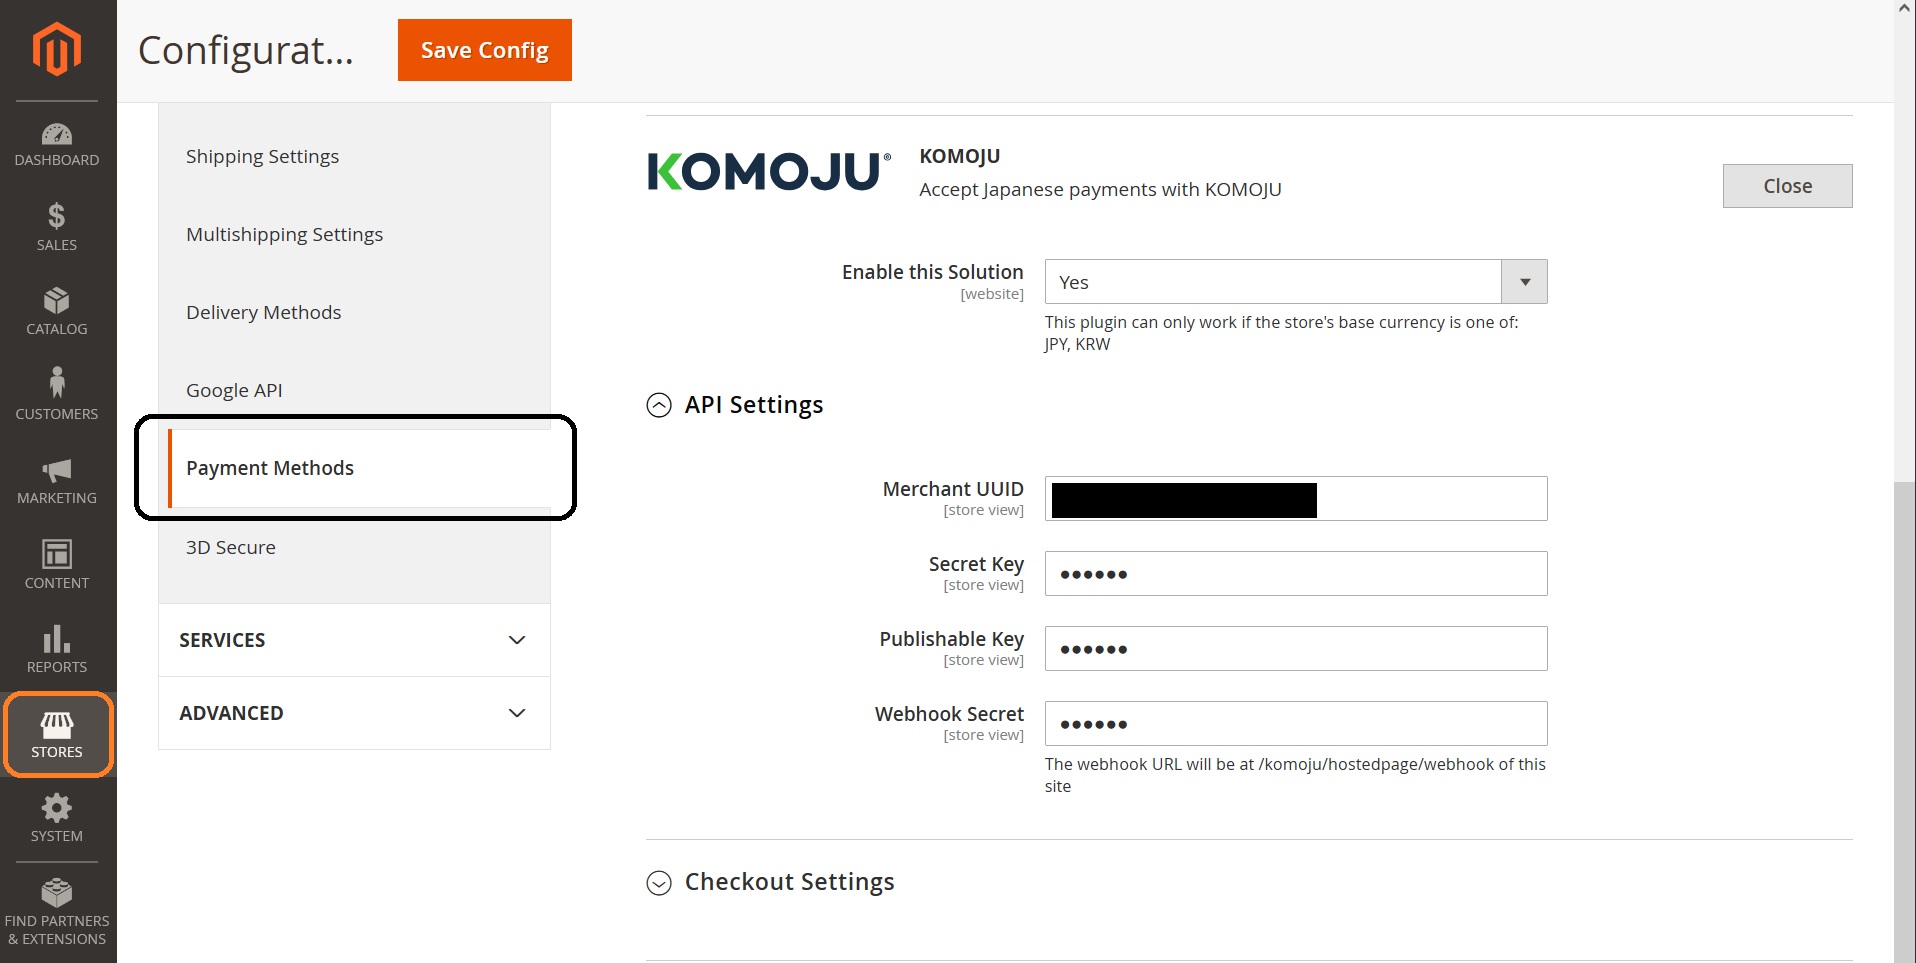 Configurat...
Save Config
DASHBOARD
SALES
CATALOG
CUSTOMERS
MARKETING
CONTENT
REPORTS
STORES
SYSTEM
FIND PARTNERS
& EXTENSIONS
Shipping Settings
Multishipping Settings
Delivery Methods
Google API
Payment Methods
3D Secure
SERVICES
ADVANCED
KOMOJU®
KOMOJU
Accept Japanese payments with KOMOJU
Close
Enable this Solution
[website]
Yes
This plugin can only work if the store's base currency is one of:
JPY, KRW
API Settings
Merchant UUID
[store view]
Secret Key
[store view]
••••••
Publishable Key
[store view]
••••••
Webhook Secret
[store view]
••••••
The webhook URL will be at /komoju/hostedpage/webhook of this
site
Checkout Settings